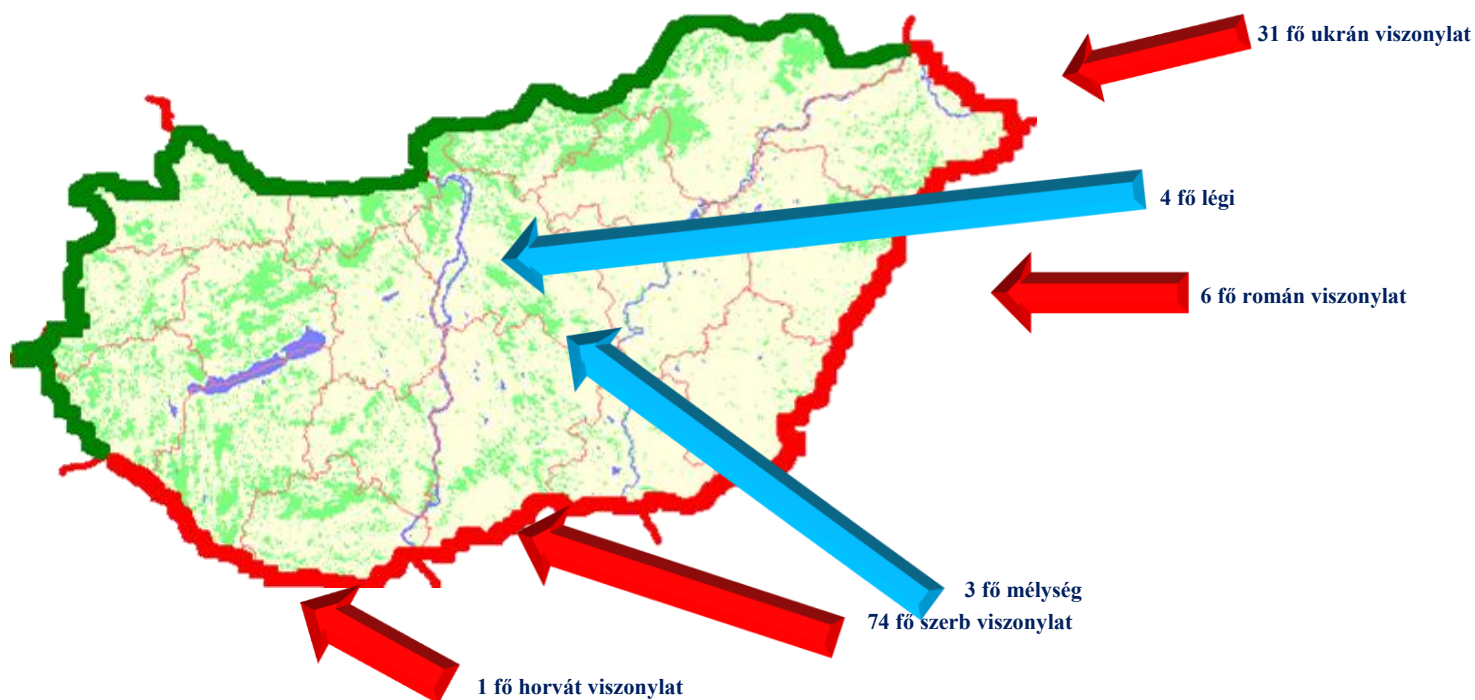 31 fő ukrán viszonylat
4 fő légi
6 fő román viszonylat
3 fő mélység
74 fő szerb viszonylat
1 fő horvát viszonylat